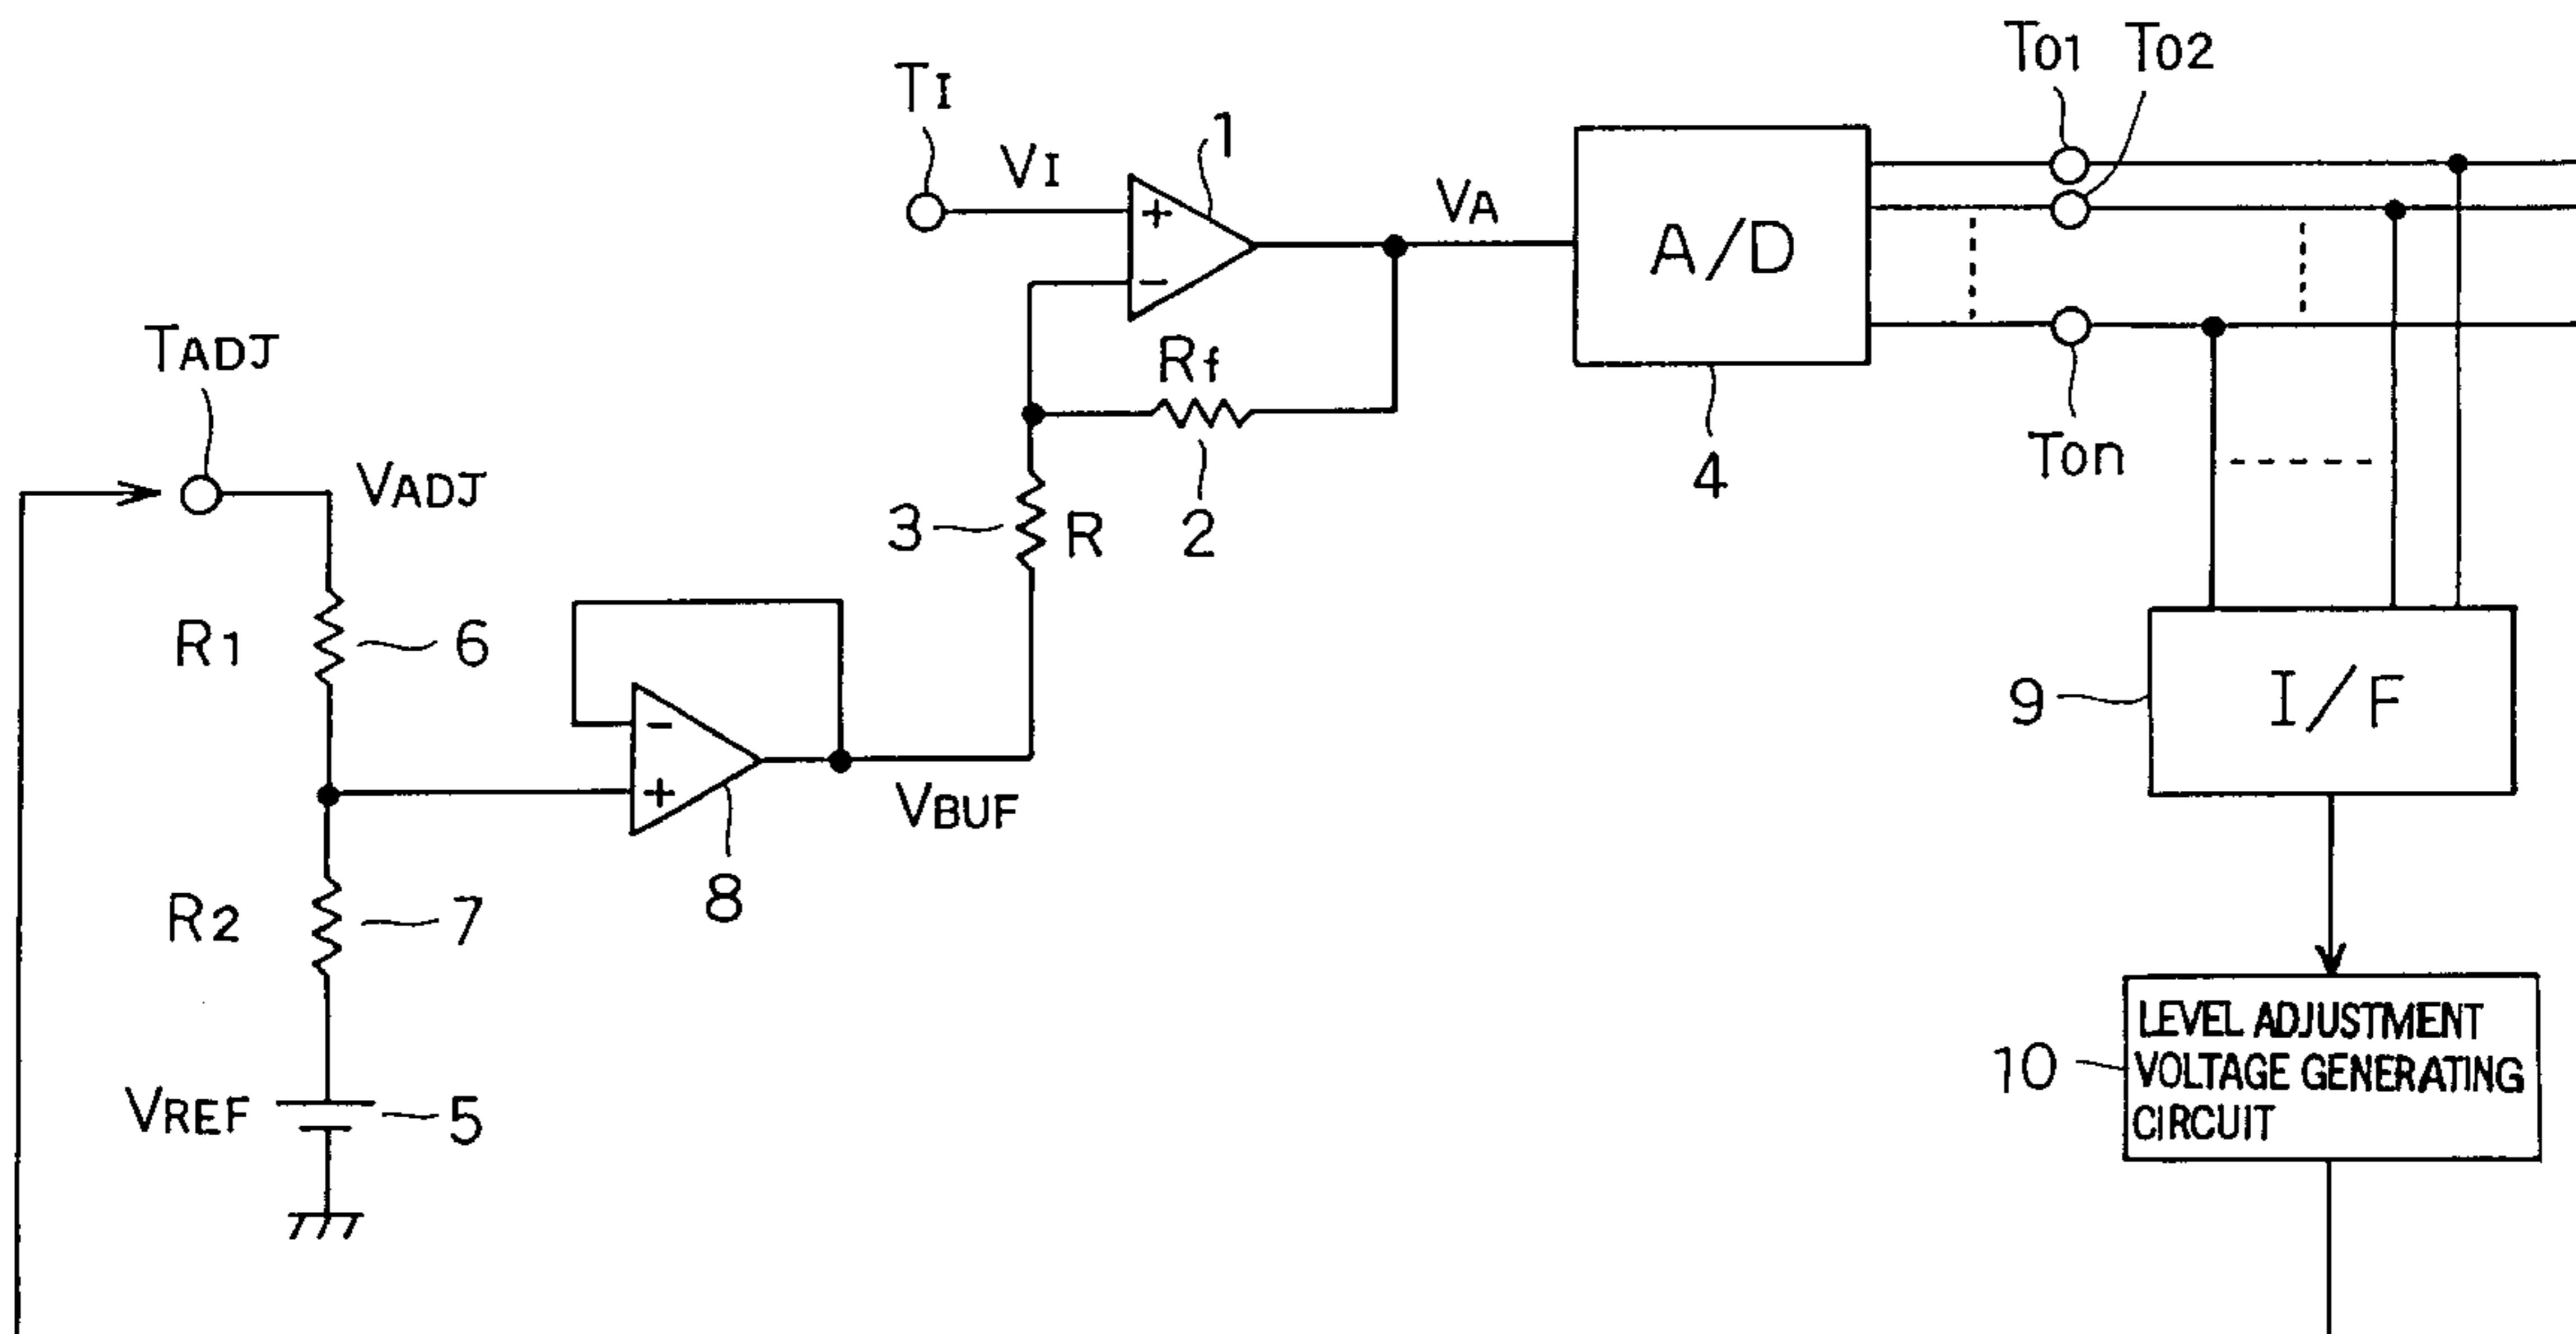 To1 To2
TI
VI
1
+
-
VA
A/D
4
Ton
Rf
2
TADJ
VADJ
3
R
R1
6
-
+
8
VBUF
R2
7
VREF
5
9
I/F
10
LEVEL ADJUSTMENT
VOLTAGE GENERATING
CIRCUIT